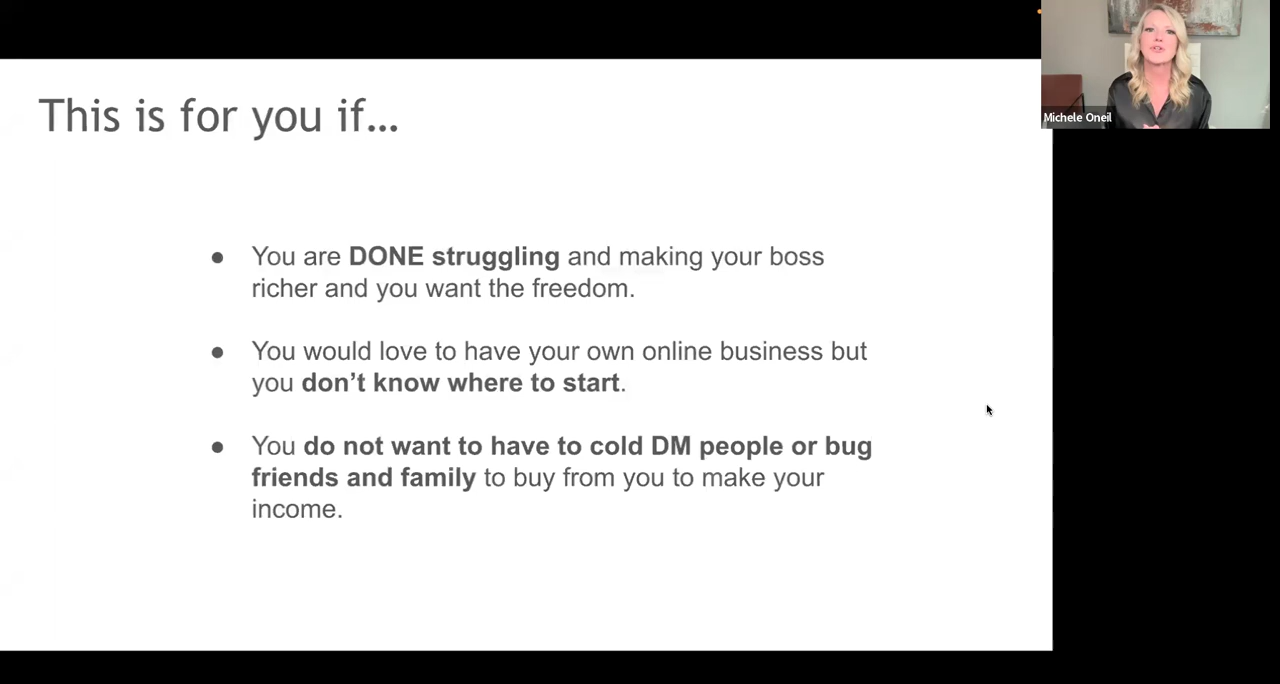 This is for you if...
● You are DONE struggling and making your boss
richer and you want the freedom.
● You would love to have your own online business but
you don’t know where to start.
● You do not want to have to cold DM people or bug
friends and family to buy from you to make your
income.
Michele Oneil